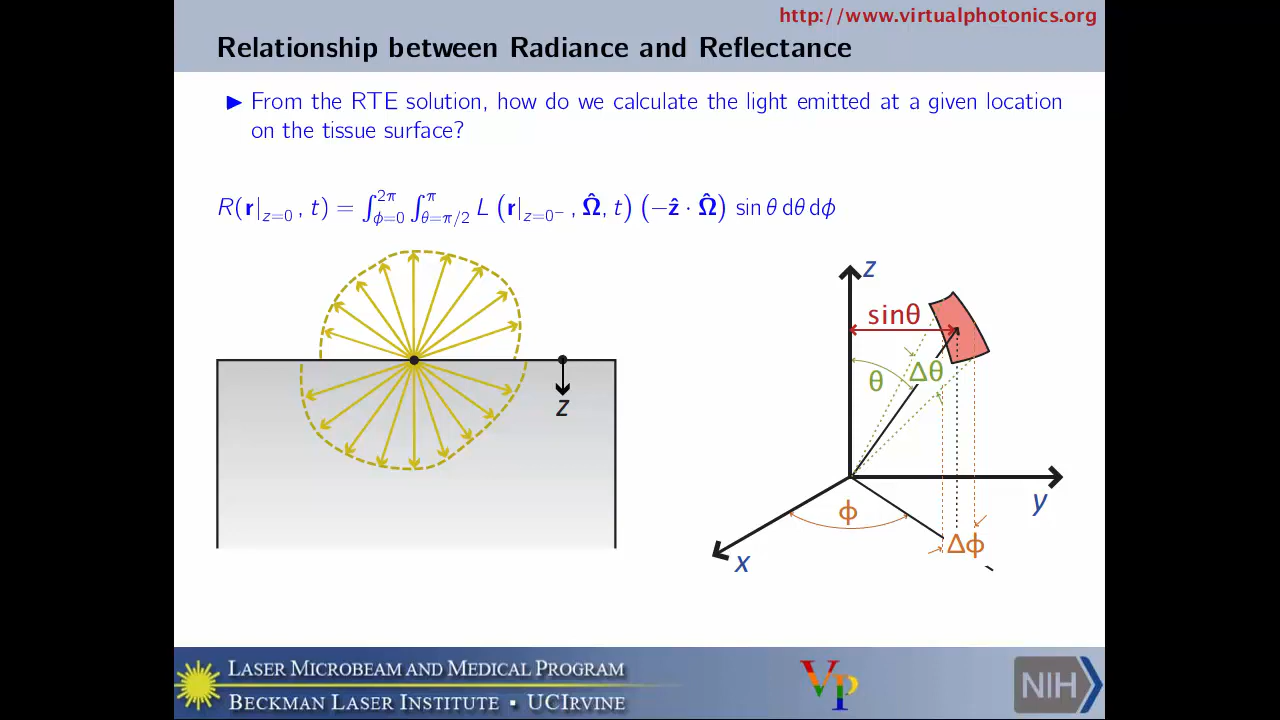 http://www.virtualphotonics.org
Relationship between Radiance and Reflectance
▶ From the RTE solution, how do we calculate the light emitted at a given location
on the tissue surface?
R(𝐫|_{z=0}, t) = ∫_{ϕ=0}^{2π} ∫_{θ=π/2}^{π} L (𝐫|_{z=0⁻}, 𝛀̂, t) (−𝐳̂ · 𝛀̂) sin θ dθ dϕ
z
sinθ
θ
Δθ
z
y
ϕ
Δϕ
x
LASER MICROBEAM AND MEDICAL PROGRAM
BECKMAN LASER INSTITUTE ▪ UCIRVINE
VP
NIH